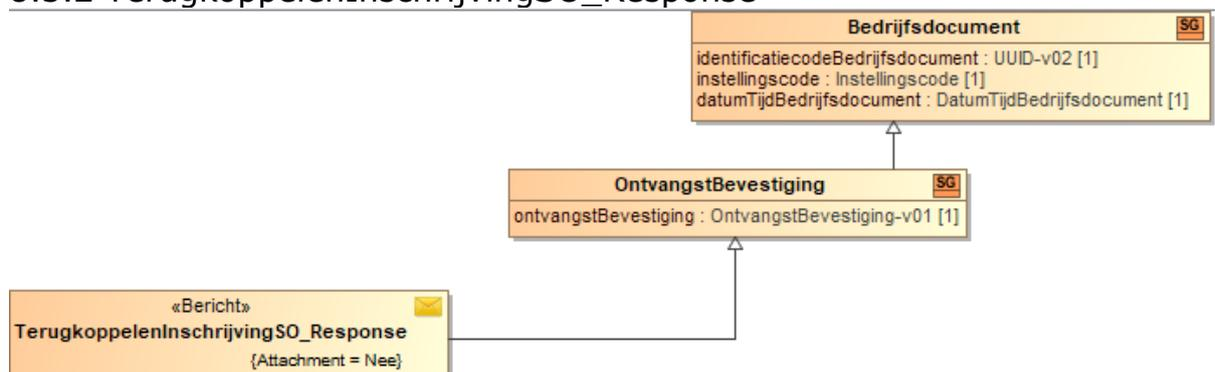 TerugkoppelenInschrijvingSO_Response
Bedrijfsdocument SG
identificatiecodeBedrijfsdocument : UUID-v02 [1]
instellingscode : Instellingscode [1]
datumTijdBedrijfsdocument : DatumTijdBedrijfsdocument [1]
OntvangstBevestiging SG
ontvangstBevestiging : OntvangstBevestiging-v01 [1]
«Bericht»
TerugkoppelenInschrijvingSO_Response
{Attachment = Nee}